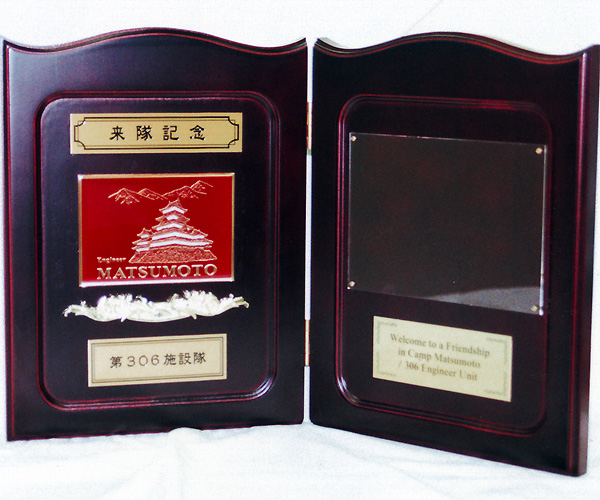 来隊記念
Engineer
MATSUMOTO
第306施設隊
Welcome to a Friendship
in Camp Matsumoto
/ 306 Engineer Unit